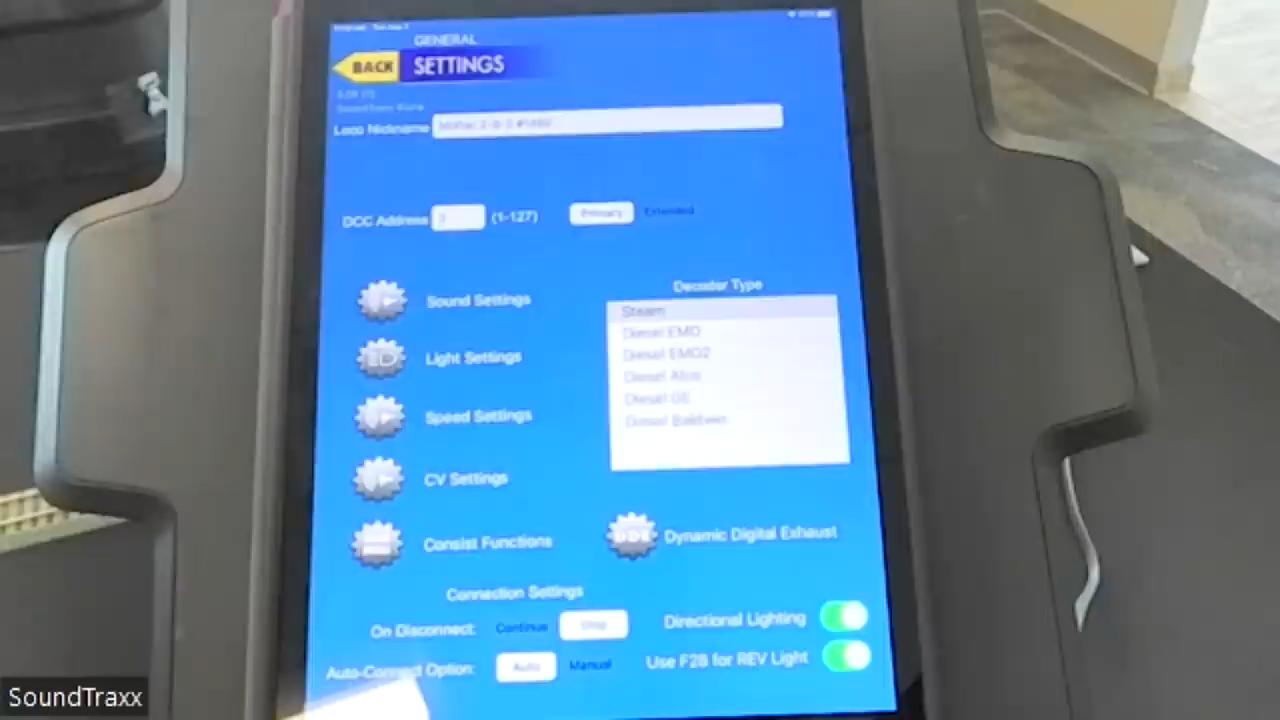 GENERAL
BACK SETTINGS
Loco Nickname
DCC Address 3 (1-127) Primary Extended
Decoder Type
Steam
Diesel EMD
Diesel EMD2
Diesel Alco
Diesel GE
Diesel Baldwin
Sound Settings
Light Settings
Speed Settings
CV Settings
Consist Functions
Dynamic Digital Exhaust
Connection Settings
On Disconnect: Continue Stop
Directional Lighting
Auto-Connect Option: Auto Manual
Use F28 for REV Light
SoundTraxx